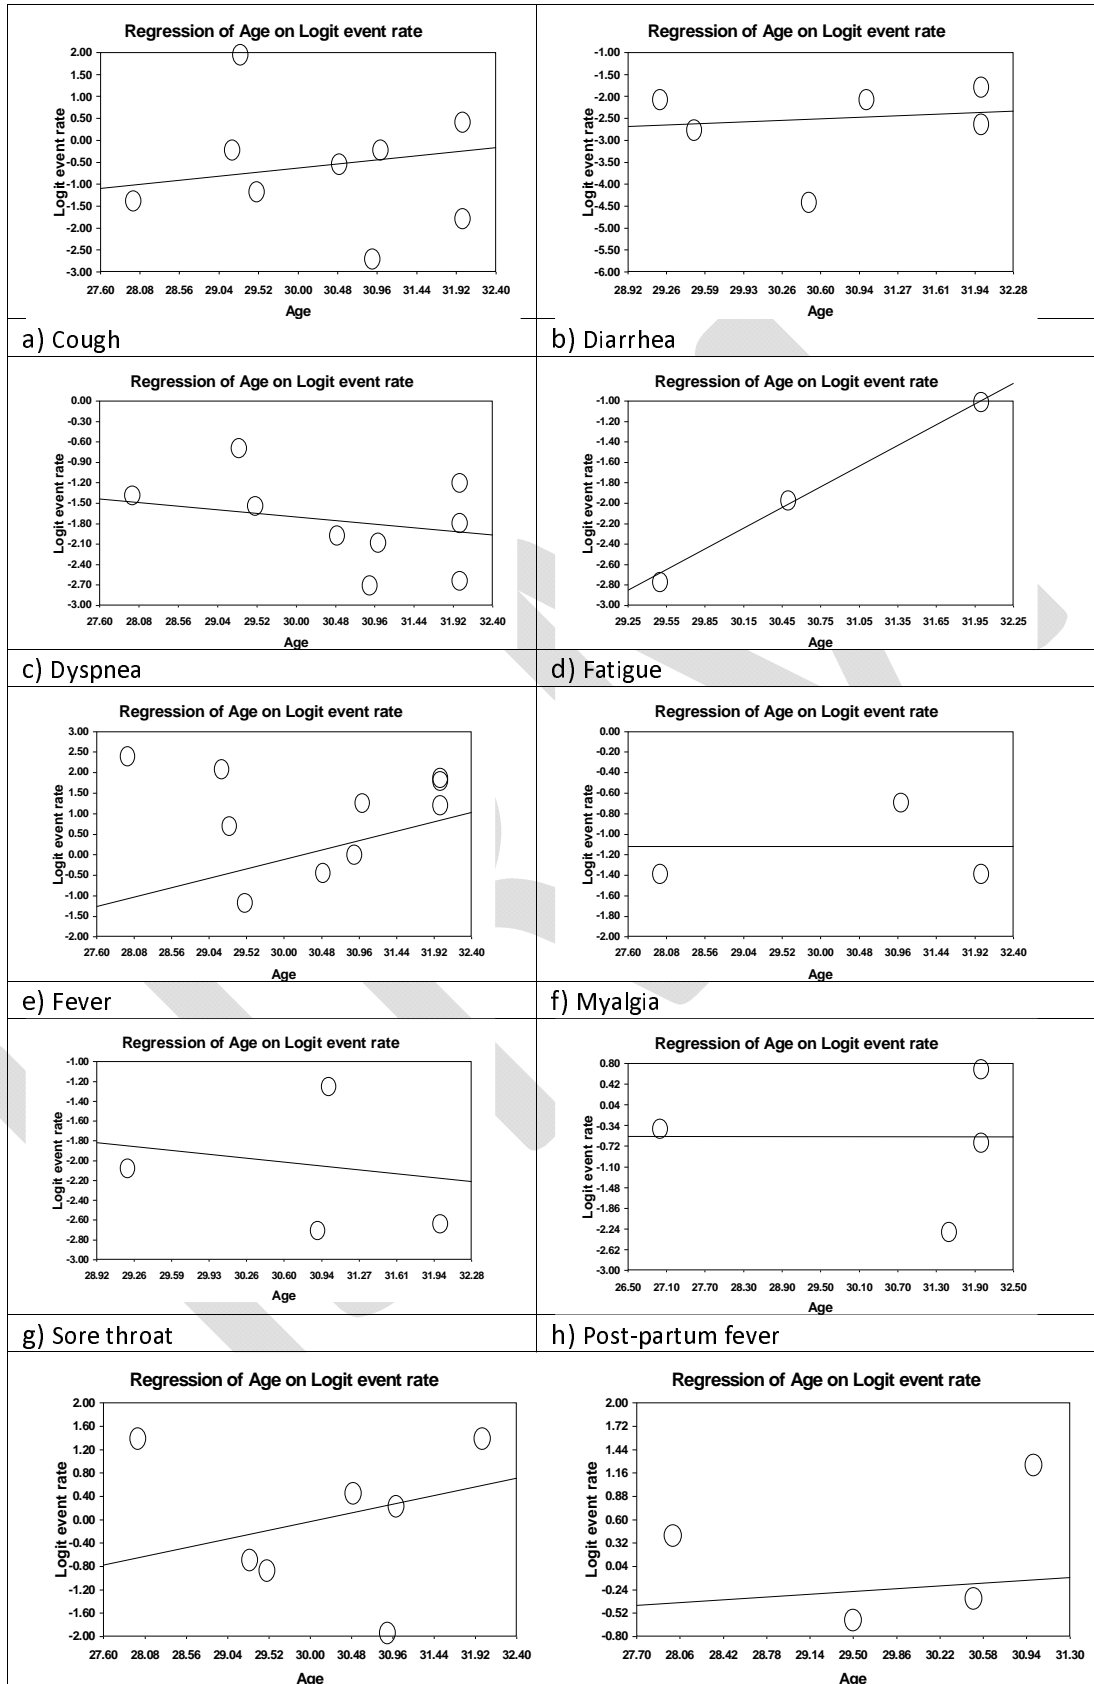 Regression of Age on Logit event rate
2.00
1.50
1.00
0.50
0.00
-0.50
-1.00
-1.50
-2.00
-2.50
-3.00
Logit event rate
27.60 28.08 28.56 29.04 29.52 30.00 30.48 30.96 31.44 31.92 32.40
Age
a) Cough
Regression of Age on Logit event rate
-1.00
-1.50
-2.00
-2.50
-3.00
-3.50
-4.00
-4.50
-5.00
-5.50
-6.00
Logit event rate
28.92 29.26 29.59 29.93 30.26 30.60 30.94 31.27 31.61 31.94 32.28
Age
b) Diarrhea
Regression of Age on Logit event rate
0.00
-0.30
-0.60
-0.90
-1.20
-1.50
-1.80
-2.10
-2.40
-2.70
-3.00
Logit event rate
27.60 28.08 28.56 29.04 29.52 30.00 30.48 30.96 31.44 31.92 32.40
Age
c) Dyspnea
Regression of Age on Logit event rate
-1.00
-1.20
-1.40
-1.60
-1.80
-2.00
-2.20
-2.40
-2.60
-2.80
-3.00
Logit event rate
29.25 29.55 29.85 30.15 30.45 30.75 31.05 31.35 31.65 31.95 32.25
Age
d) Fatigue
Regression of Age on Logit event rate
3.00
2.50
2.00
1.50
1.00
0.50
0.00
-0.50
-1.00
-1.50
-2.00
Logit event rate
27.60 28.08 28.56 29.04 29.52 30.00 30.48 30.96 31.44 31.92 32.40
Age
e) Fever
Regression of Age on Logit event rate
0.00
-0.20
-0.40
-0.60
-0.80
-1.00
-1.20
-1.40
-1.60
-1.80
-2.00
Logit event rate
27.60 28.08 28.56 29.04 29.52 30.00 30.48 30.96 31.44 31.92 32.40
Age
f) Myalgia
Regression of Age on Logit event rate
-1.00
-1.20
-1.40
-1.60
-1.80
-2.00
-2.20
-2.40
-2.60
-2.80
-3.00
Logit event rate
28.92 29.26 29.59 29.93 30.26 30.60 30.94 31.27 31.61 31.94 32.28
Age
g) Sore throat
Regression of Age on Logit event rate
0.80
0.42
0.04
-0.34
-0.72
-1.10
-1.48
-1.86
-2.24
-2.62
-3.00
Logit event rate
26.50 27.10 27.70 28.30 28.90 29.50 30.10 30.70 31.30 31.90 32.50
Age
h) Post-partum fever
Regression of Age on Logit event rate
2.00
1.60
1.20
0.80
0.40
0.00
-0.40
-0.80
-1.20
-1.60
-2.00
Logit event rate
27.60 28.08 28.56 29.04 29.52 30.00 30.48 30.96 31.44 31.92 32.40
Age
Regression of Age on Logit event rate
2.00
1.72
1.44
1.16
0.88
0.60
0.32
0.04
-0.24
-0.52
-0.80
Logit event rate
27.70 28.06 28.42 28.78 29.14 29.50 29.86 30.22 30.58 30.94 31.30
Age